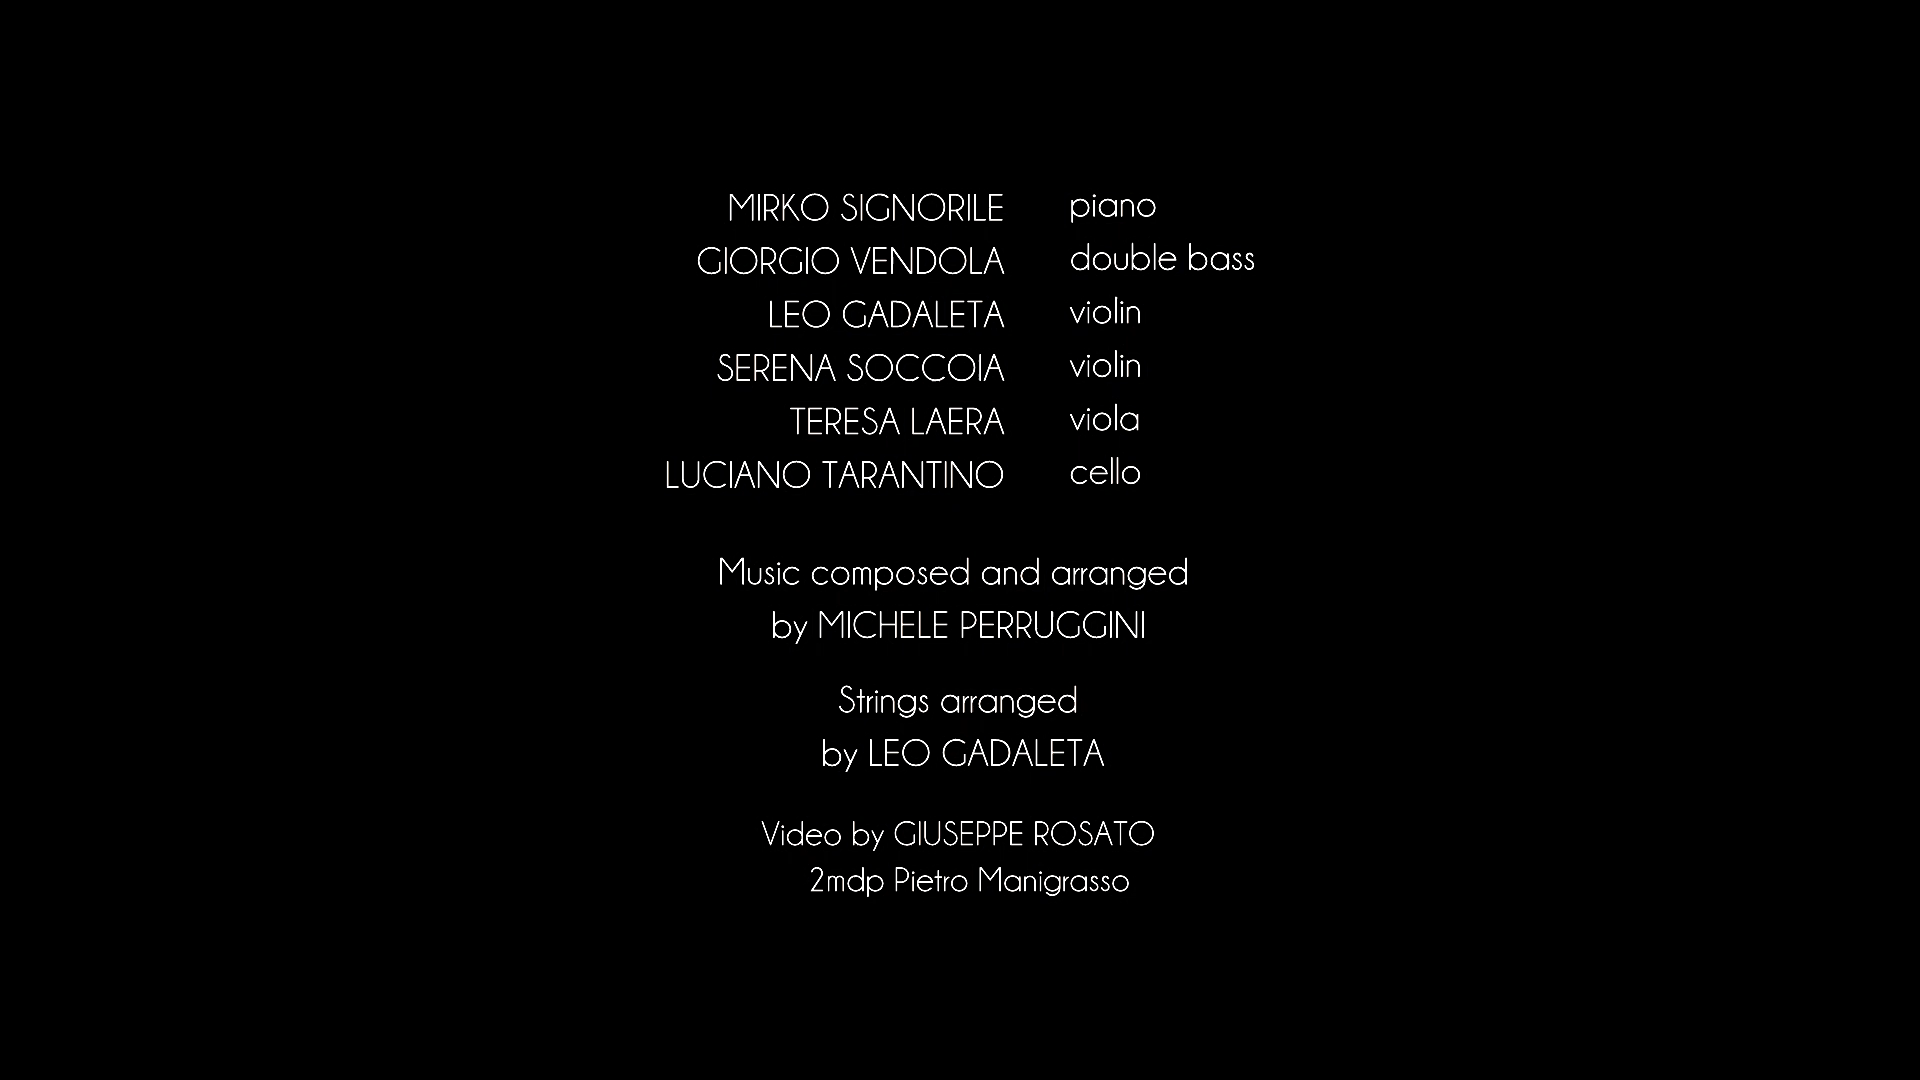 MIRKO SIGNORILE piano
GIORGIO VENDOLA double bass
LEO GADALETA violin
SERENA SOCCOIA violin
TERESA LAERA viola
LUCIANO TARANTINO cello
Music composed and arranged
by MICHELE PERRUGGINI
Strings arranged
by LEO GADALETA
Video by GIUSEPPE ROSATO
2mdp Pietro Manigrasso